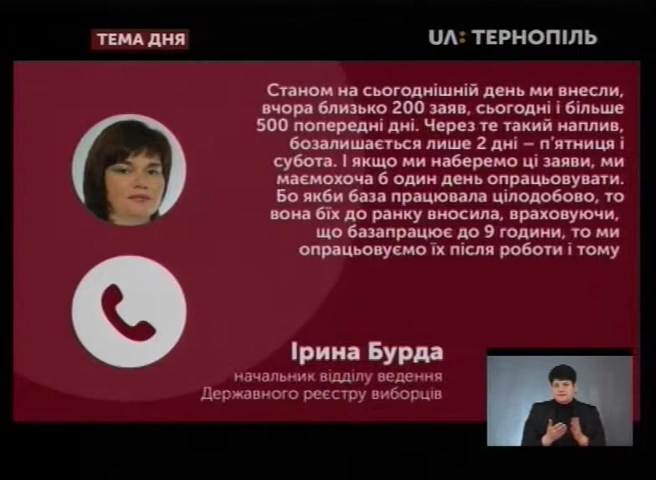 ТЕМА ДНЯ
UA: ТЕРНОПІЛЬ
Станом на сьогоднішній день ми внесли,
вчора близько 200 заяв, сьогодні і більше
500 попередні дні. Через те такий наплив,
бозалишається лише 2 дні – п'ятниця і
субота. І якщо ми наберемо ці заяви, ми
маємохоча б один день опрацьовувати.
Бо якби база працювала цілодобово, то
вона бїх до ранку вносила, враховуючи,
що базапрацює до 9 години, то ми
опрацьовуємо їх після роботи і тому
Ірина Бурда
начальник відділу ведення
Державного реєстру виборців